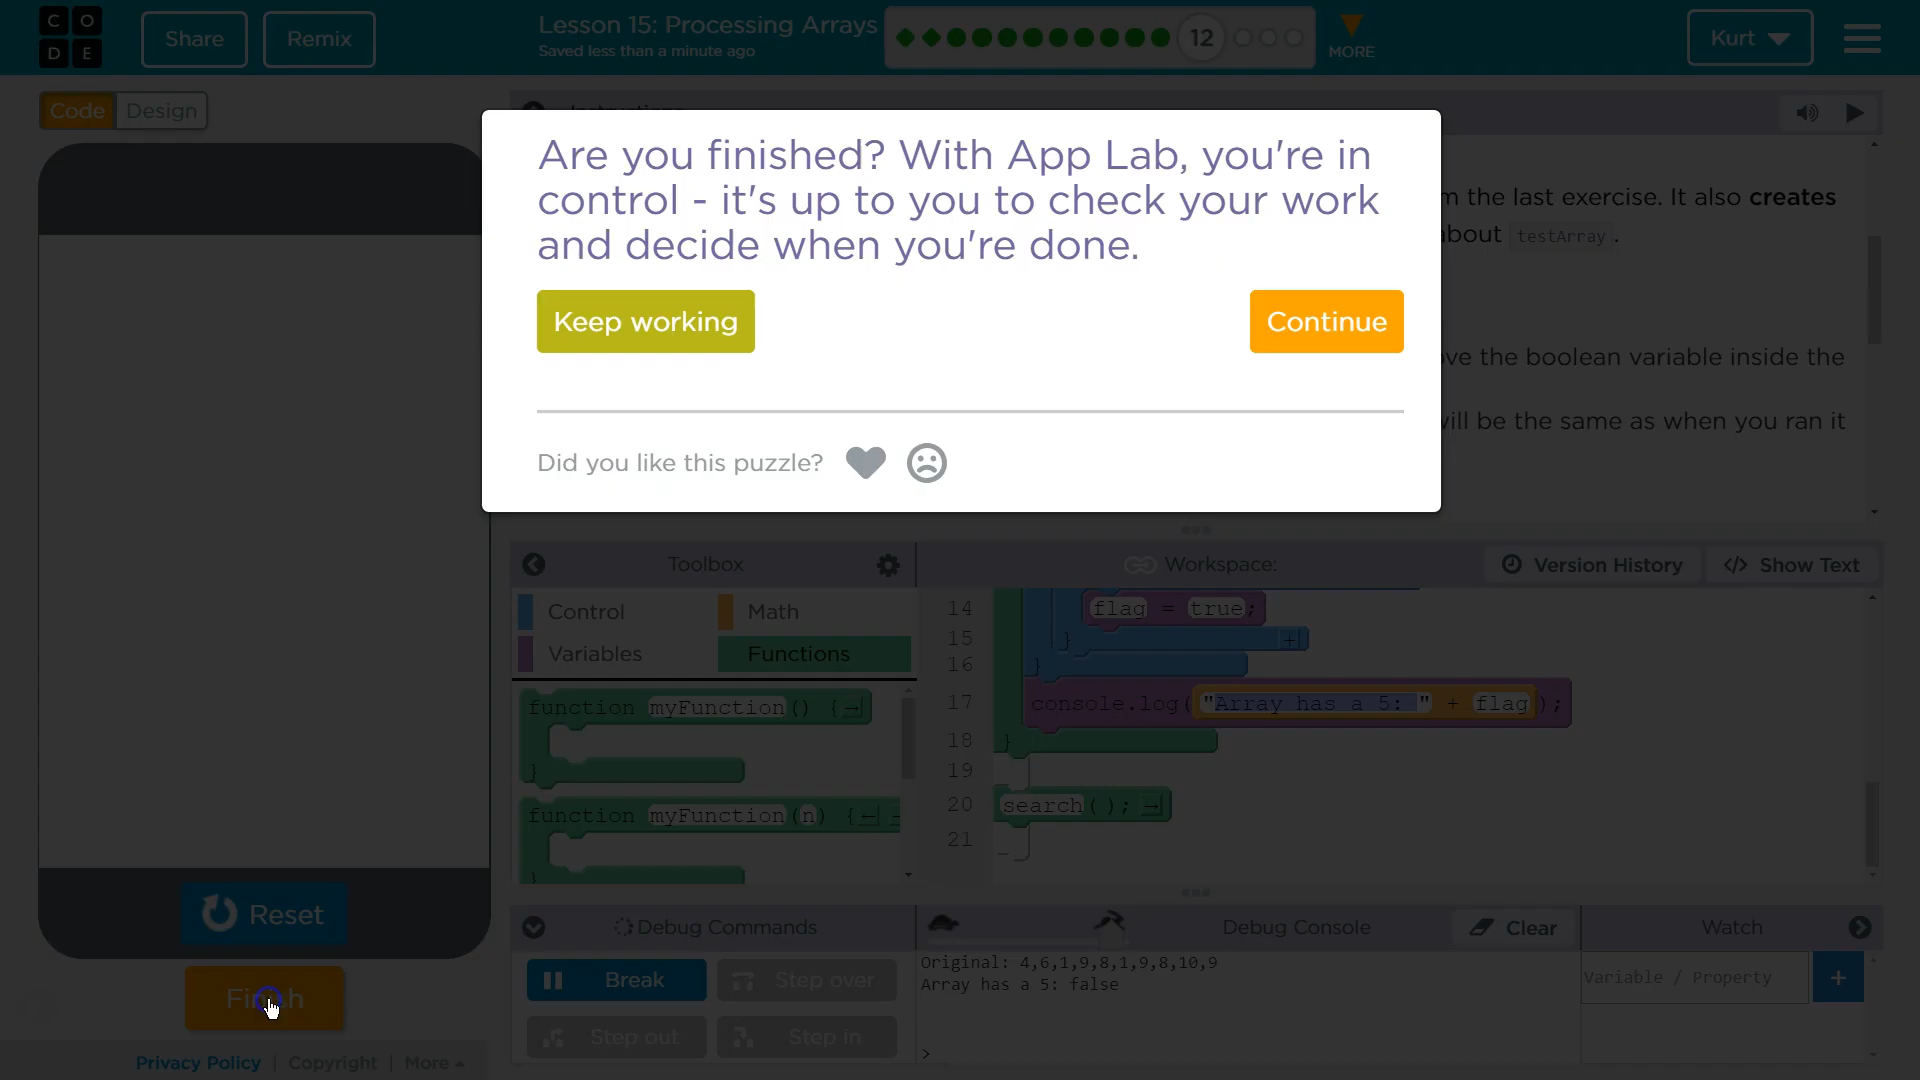 C O
D E
Share
Remix
Lesson 15: Processing Arrays
Saved less than a minute ago
12
MORE
Kurt
Code
Design
Are you finished? With App Lab, you're in
control - it's up to you to check your work
and decide when you're done.
Keep working
Continue
Did you like this puzzle?
the last exercise. It also creates
about testArray.
the boolean variable inside the
will be the same as when you ran it
Toolbox
Workspace:
Version History
</> Show Text
Control
Math
Variables
Functions
function myFunction() {
}
function myFunction(n) {
}
14 flag = true;
15 }
16 }
17 console.log("Array has a 5: " + flag);
18 }
19
20 search();
21
Reset
Finish
Debug Commands
Debug Console
Clear
Watch
Break
Step over
Step out
Step in
Original: 4,6,1,9,8,1,9,8,10,9
Array has a 5: false
>
Variable / Property
+
Privacy Policy | Copyright | More